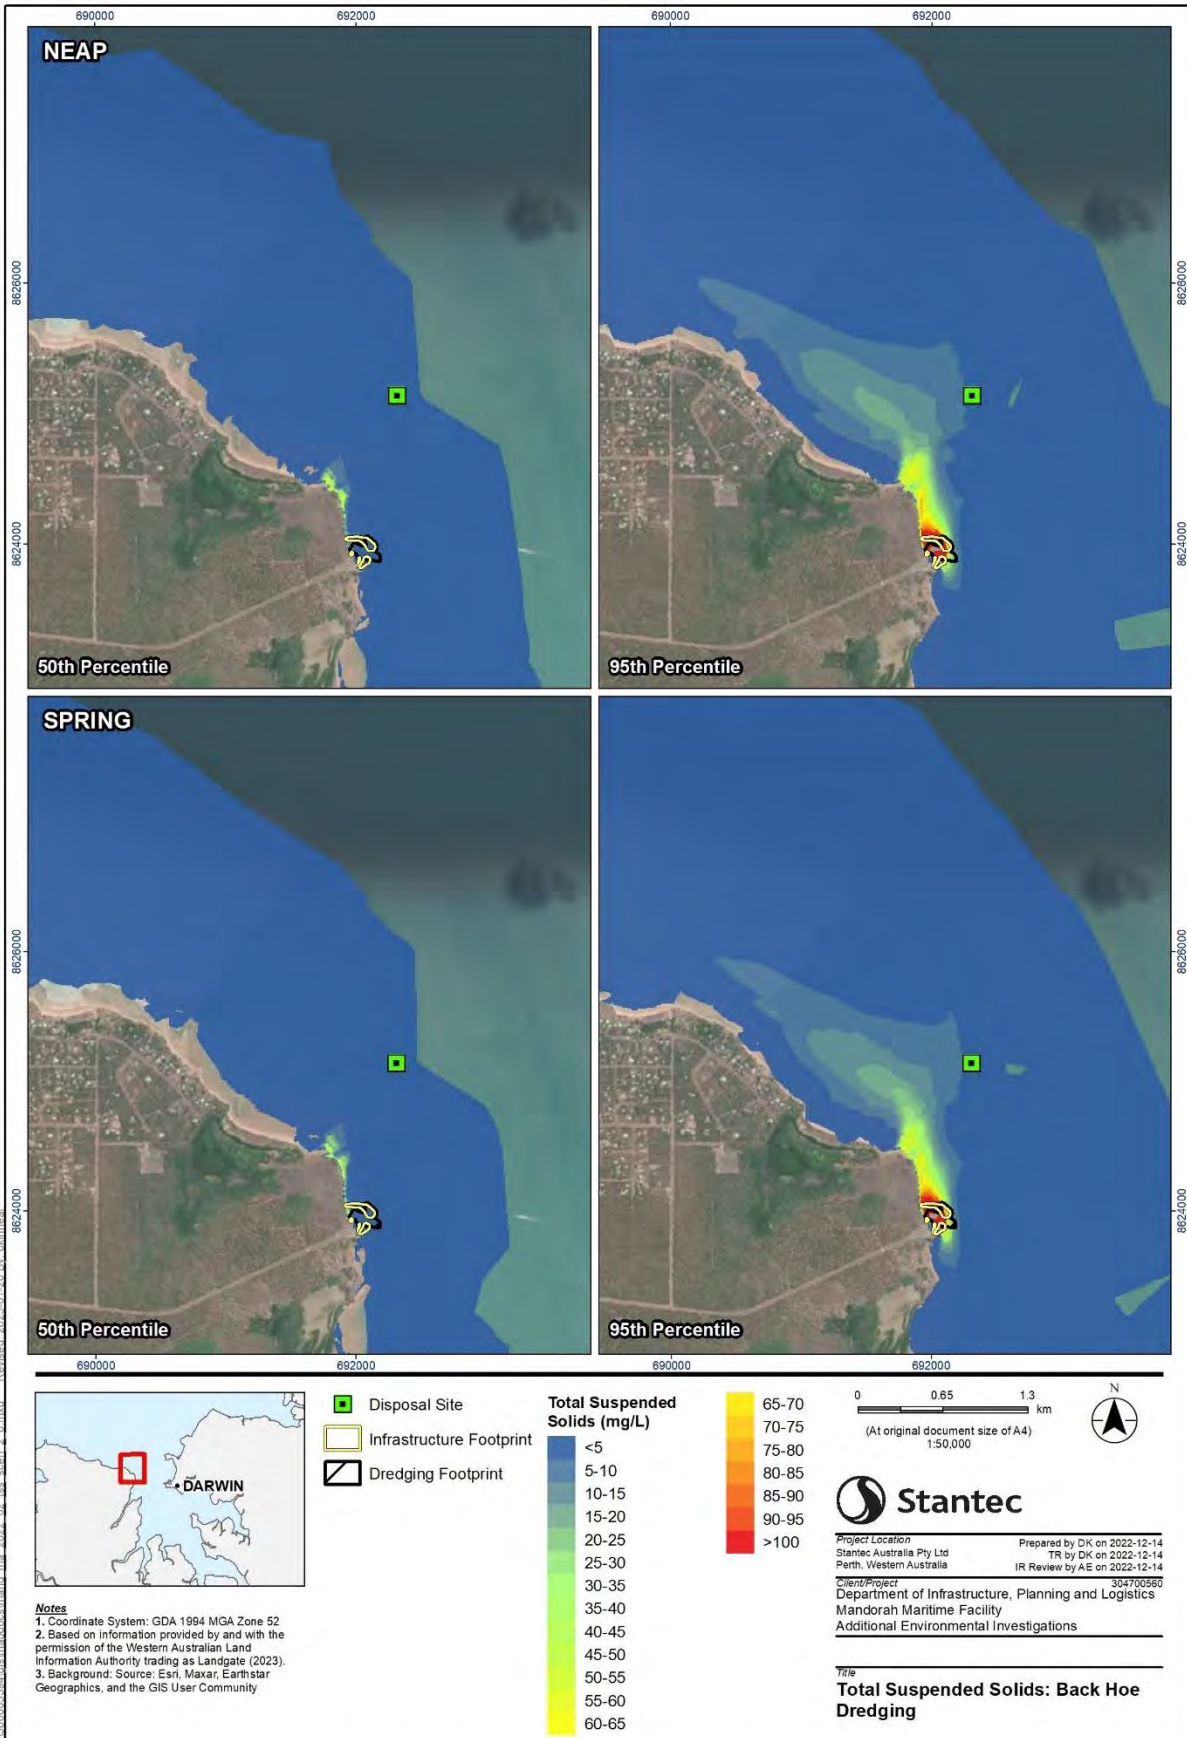 690000 692000 690000 692000
NEAP
8626000
8624000
8626000
8624000
50th Percentile
95th Percentile
SPRING
8626000
8624000
8626000
8624000
50th Percentile
95th Percentile
690000 692000 690000 692000
DARWIN
Notes
1. Coordinate System: GDA 1994 MGA Zone 52
2. Based on information provided by and with the
permission of the Western Australian Land
Information Authority trading as Landgate (2023).
3. Background: Source: Esri, Maxar, Earthstar
Geographics, and the GIS User Community
Disposal Site
Infrastructure Footprint
Dredging Footprint
Total Suspended
Solids (mg/L)
<5
5-10
10-15
15-20
20-25
25-30
30-35
35-40
40-45
45-50
50-55
55-60
60-65
65-70
70-75
75-80
80-85
85-90
90-95
>100
0 0.65 1.3
km
(At original document size of A4)
1:50,000
N
Stantec
Project Location
Stantec Australia Pty Ltd
Perth, Western Australia
Prepared by DK on 2022-12-14
TR by DK on 2022-12-14
IR Review by AE on 2022-12-14
Client/Project 304700560
Department of Infrastructure, Planning and Logistics
Mandorah Maritime Facility
Additional Environmental Investigations
Title
Total Suspended Solids: Back Hoe
Dredging